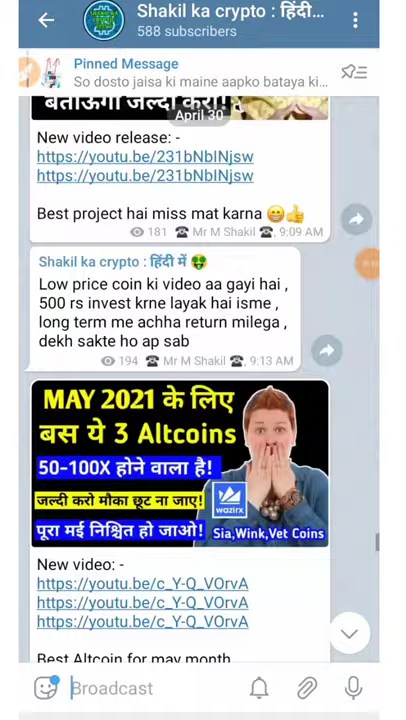 Shakil ka crypto : हिंदी...
588 subscribers
Pinned Message
So dosto jaisa ki maine aapko bataya ki...
बताऊंगा जल्दी करो!
April 30
New video release: -
https://youtu.be/231bNbINjsw
https://youtu.be/231bNbINjsw
Best project hai miss mat karna 😁👍
181 ☎ Mr M Shakil ☎, 9:09 AM
Shakil ka crypto : हिंदी में 🤑
Low price coin ki video aa gayi hai ,
500 rs invest krne layak hai isme ,
long term me achha return milega ,
dekh sakte ho ap sab
194 ☎ Mr M Shakil ☎, 9:13 AM
MAY 2021 के लिए
बस ये 3 Altcoins
50-100X होने वाला है!
जल्दी करो मौका छूट ना जाए!
पूरा मई निश्चित हो जाओ!
wazirx
Sia,Wink,Vet Coins
New video: -
https://youtu.be/c_Y-Q_VOrvA
https://youtu.be/c_Y-Q_VOrvA
https://youtu.be/c_Y-Q_VOrvA
Best Altcoin for may month
Broadcast